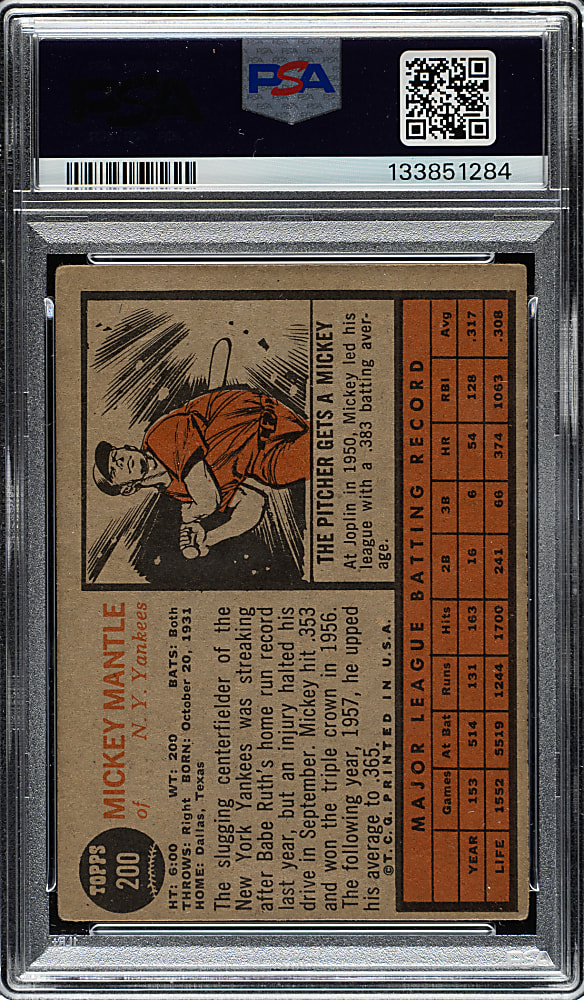 PSA
133851284
TOPPS
200
MICKEY MANTLE
of N. Y. Yankees
HT: 6:00 WT: 200 BATS: Both
THROWS: Right BORN: October 20, 1931
HOME: Dallas, Texas
The slugging centerfielder of the
New York Yankees was streaking
after Babe Ruth's home run record
last year, but an injury halted his
drive in September. Mickey hit .353
and won the triple crown in 1956.
The following year, 1957, he upped
his average to .365.
©T.C.G. PRINTED IN U.S.A.
THE PITCHER GETS A MICKEY
At Joplin in 1950, Mickey led his
league with a .383 batting aver-
age.
MAJOR LEAGUE BATTING RECORD
Games At Bat Runs Hits 2B 3B HR RBI Avg
YEAR 153 514 131 163 16 6 54 128 .317
LIFE 1552 5519 1244 1700 241 66 374 1063 .308